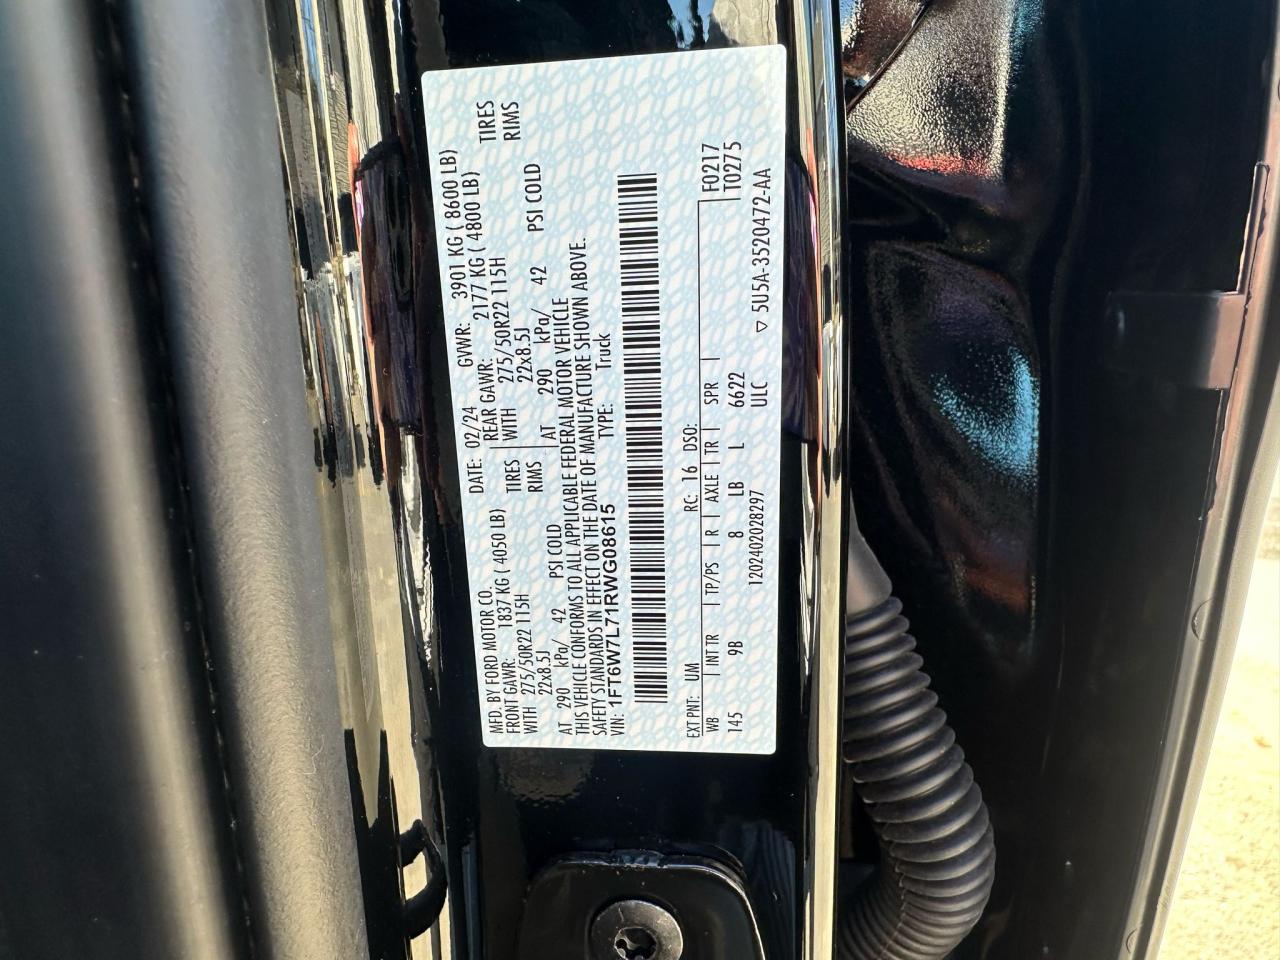 MFD. BY FORD MOTOR CO. DATE: 02/24 GVWR: 3901 KG ( 8600 LB)
FRONT GAWR: 1837 KG ( 4050 LB) REAR GAWR: 2177 KG ( 4800 LB)
WITH 275/50R22 115H TIRES WITH 275/50R22 115H TIRES
22x8.5J RIMS 22x8.5J RIMS
AT 290 kPa/ 42 PSI COLD AT 290 kPa/ 42 PSI COLD
THIS VEHICLE CONFORMS TO ALL APPLICABLE FEDERAL MOTOR VEHICLE
SAFETY STANDARDS IN EFFECT ON THE DATE OF MANUFACTURE SHOWN ABOVE.
VIN: 1FT6W7L71RWG08615 TYPE: Truck
EXT PNT: UM RC: 16 DSO: F0217
WB INT TR TP/PS R AXLE TR SPR T0275
145 9B 8 LB L 6622
120240202829​7 ULC ▽ 5U5A-3520472-AA